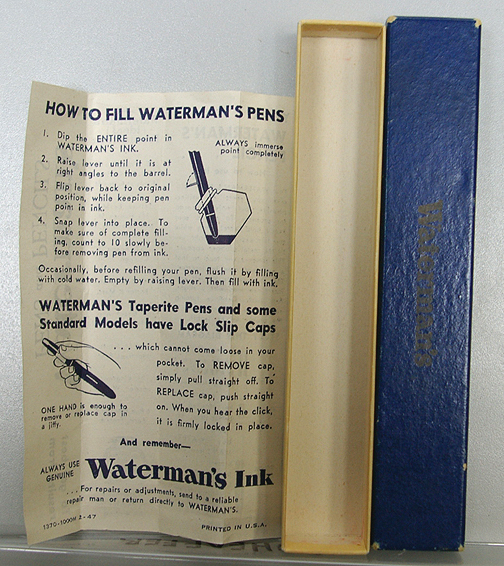 HOW TO FILL WATERMAN'S PENS
1. Dip the ENTIRE point in
WATERMAN'S INK.
2. Raise lever until it is at
right angles to the barrel.
3. Flip lever back to original
position, while keeping pen
point in ink.
4. Snap lever into place. To
make sure of complete fill-
ing, count to 10 slowly be-
fore removing pen from ink.
ALWAYS immerse
point completely
Occasionally, before refilling your pen, flush it by filling
with cold water. Empty by raising lever. Then fill with ink.
WATERMAN'S Taperite Pens and some
Standard Models have Lock Slip Caps
. . . which cannot come loose in your
pocket. To REMOVE cap,
simply pull straight off. To
REPLACE cap, push straight
on. When you hear the click,
it is firmly locked in place.
ONE HAND is enough to
remove or replace cap in
a jiffy.
And remember—
ALWAYS USE
GENUINE
Waterman's Ink
. . . For repairs or adjustments, send to a reliable
repair man or return directly to WATERMAN'S.
1370-1000M 2-47
PRINTED IN U.S.A.
Waterman's